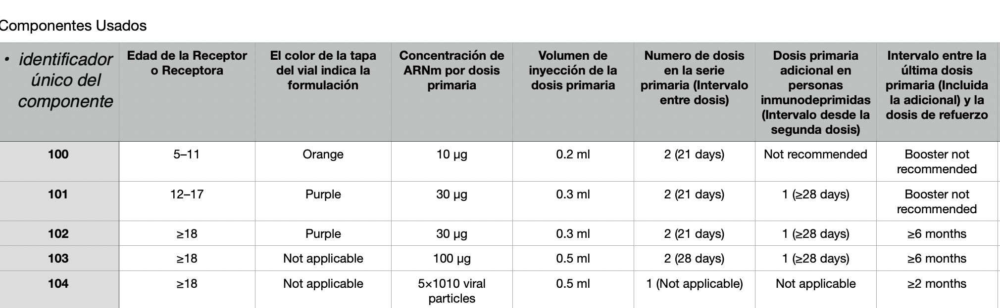 Componentes Usados
• identificador
único del
componente
Edad de la Receptor
o Receptora
El color de la tapa
del vial indica la
formulación
Concentración de
ARNm por dosis
primaria
Volumen de
inyección de la
dosis primaria
Numero de dosis
en la serie
primaria (Intervalo
entre dosis)
Dosis primaria
adicional en
personas
inmunodeprimidas
(Intervalo desde la
segunda dosis)
Intervalo entre la
última dosis
primaria (Incluida
la adicional) y la
dosis de refuerzo
100
5–11
Orange
10 µg
0.2 ml
2 (21 days)
Not recommended
Booster not
recommended
101
12–17
Purple
30 µg
0.3 ml
2 (21 days)
1 (≥28 days)
Booster not
recommended
102
≥18
Purple
30 µg
0.3 ml
2 (21 days)
1 (≥28 days)
≥6 months
103
≥18
Not applicable
100 µg
0.5 ml
2 (28 days)
1 (≥28 days)
≥6 months
104
≥18
Not applicable
5×1010 viral
particles
0.5 ml
1 (Not applicable)
Not applicable
≥2 months